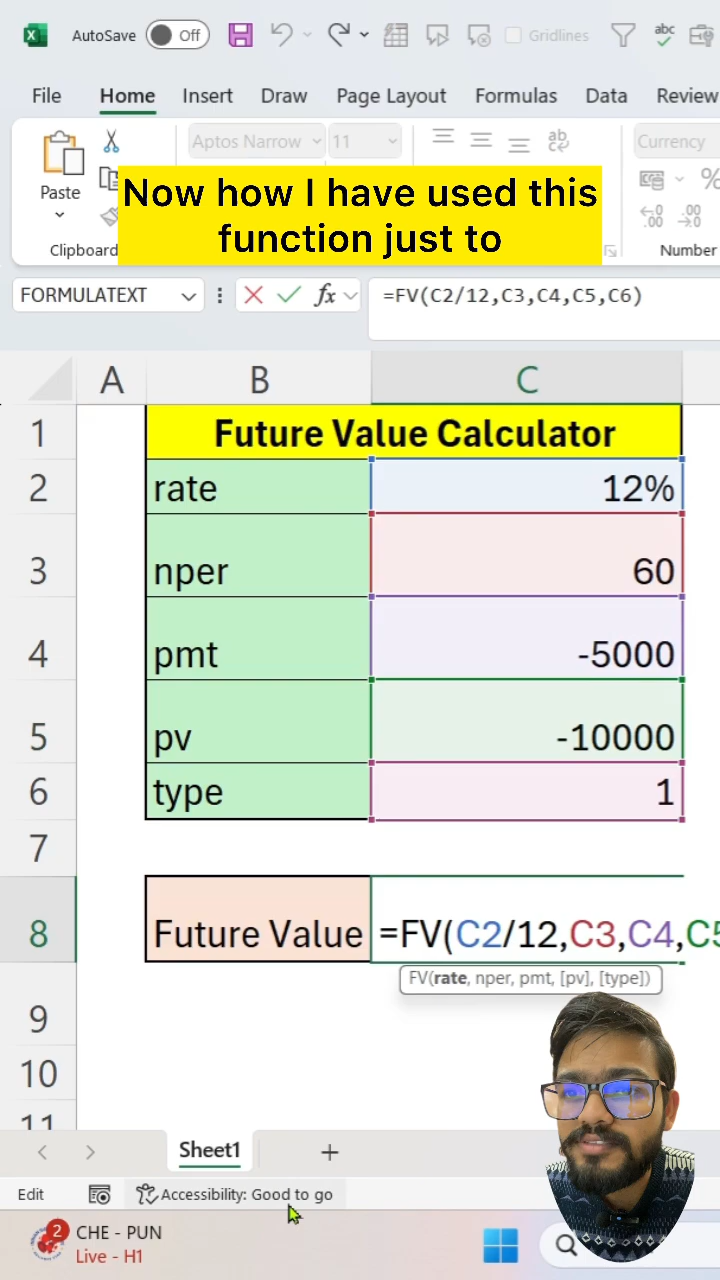 AutoSave Off Gridlines abc
File Home Insert Draw Page Layout Formulas Data Review
Aptos Narrow 11 ab Currency
Paste %
Now how I have used this
function just to
Clipboard Number
FORMULATEXT fx =FV(C2/12,C3,C4,C5,C6)
A B C
1 Future Value Calculator
2 rate 12%
3 nper 60
4 pmt -5000
5 pv -10000
6 type 1
7
8 Future Value =FV(C2/12,C3,C4,C5
FV(rate, nper, pmt, [pv], [type])
9
10
11
Sheet1 +
Edit Accessibility: Good to go
2 CHE - PUN
Live - H1